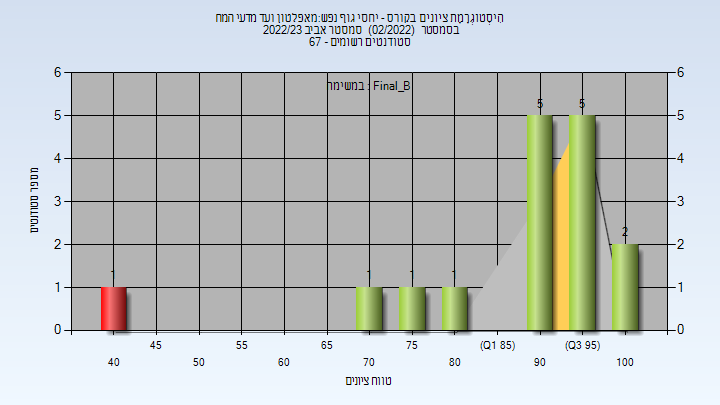 היסטוגרמת ציונים בקורס - יחסי גוף נפש:מאפלטון ועד מדעי המח
בסמסטר (02/2022) סמסטר אביב 2022/23
סטודנטים רשומים - 67
במשימה : Final_B
מספר סטודנטים
6 6
5 5
4 4
3 3
2 2
1 1
0 0
1 1 1 1 5 5 2
45 55 65 75 (Q1 85) (Q3 95)
40 50 60 70 80 90 100
טווח ציונים